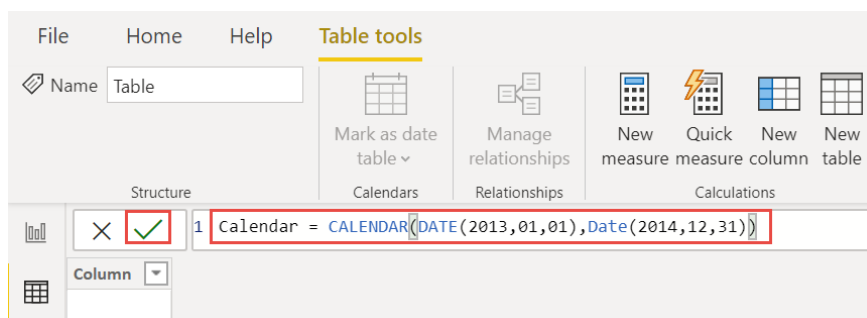 File Home Help Table tools
Name Table
Mark as date table
Manage relationships
New measure
Quick measure
New column
New table
Structure Calendars Relationships Calculations
1 Calendar = CALENDAR(DATE(2013,01,01),Date(2014,12,31))
Column